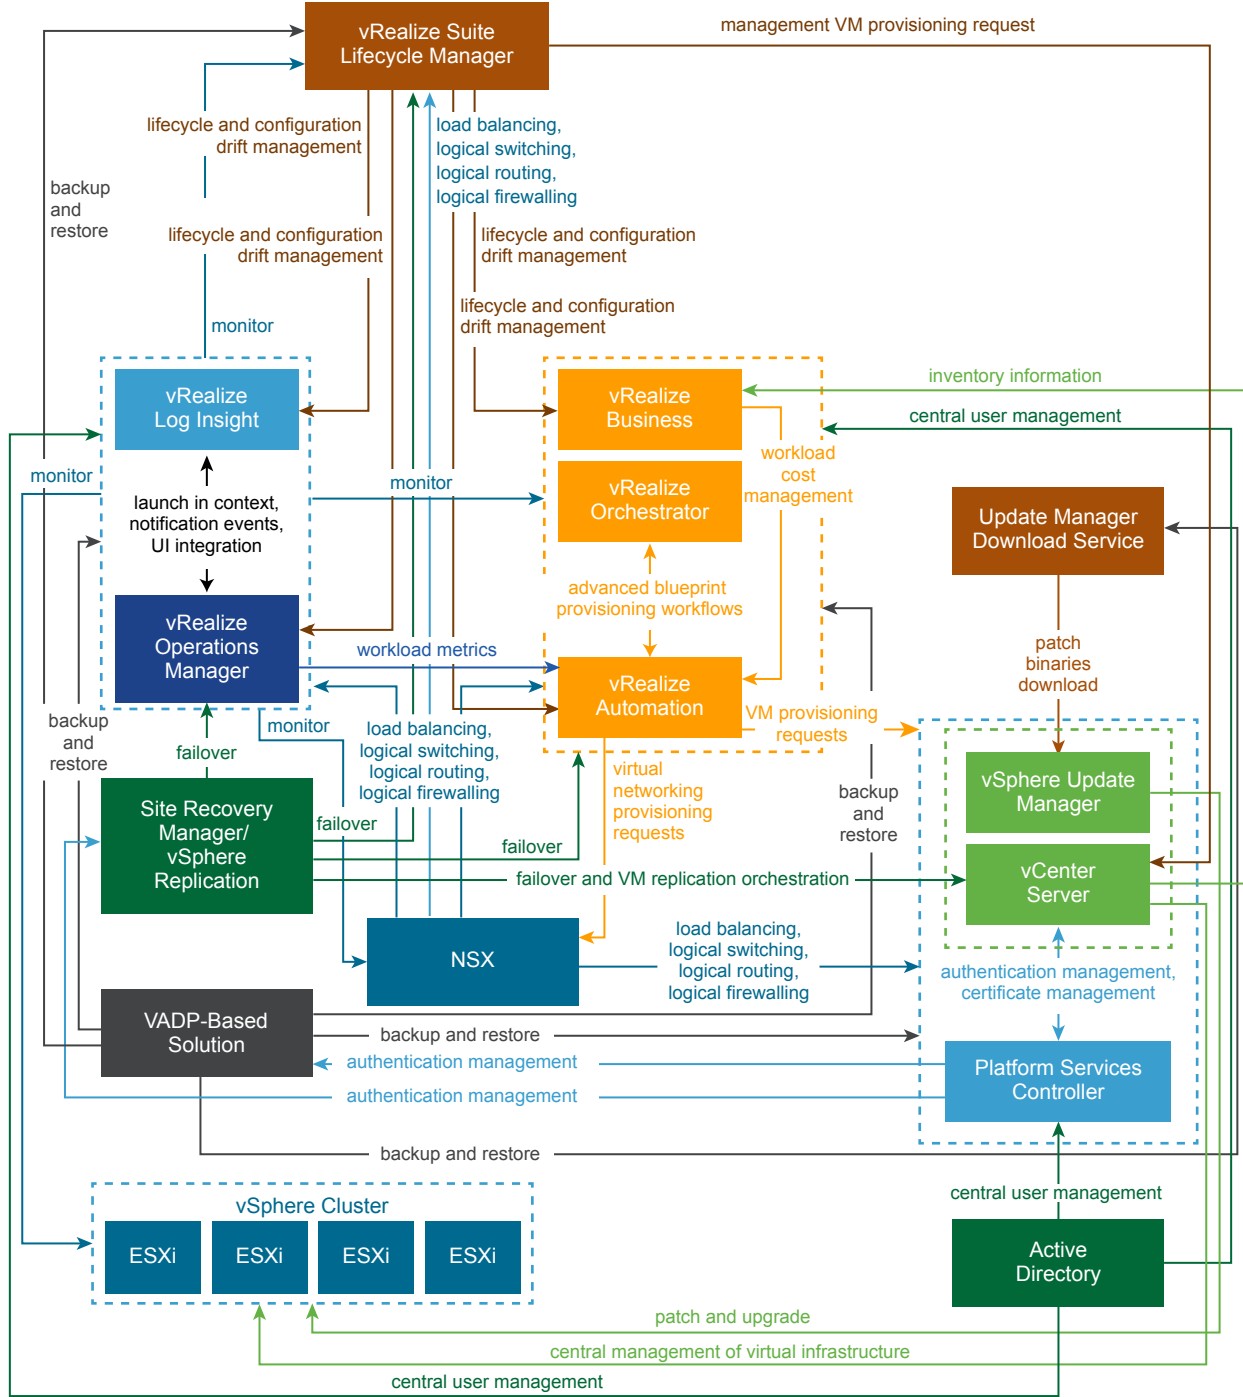 vRealize Suite
Lifecycle Manager
management VM provisioning request
lifecycle and configuration
drift management
load balancing,
logical switching,
logical routing,
logical firewalling
backup
and
restore
lifecycle and configuration
drift management
lifecycle and configuration
drift management
lifecycle and configuration
drift management
monitor
vRealize
Log Insight
vRealize
Business
inventory information
central user management
monitor
workload
cost
management
launch in context,
notification events,
UI integration
monitor
vRealize
Orchestrator
Update Manager
Download Service
advanced blueprint
provisioning workflows
vRealize
Operations
Manager
workload metrics
vRealize
Automation
patch
binaries
download
VM provisioning
requests
backup
and
restore
failover
monitor
load balancing,
logical switching,
logical routing,
logical firewalling
virtual
networking
provisioning
requests
backup
and
restore
vSphere Update
Manager
Site Recovery
Manager/
vSphere
Replication
failover
failover
failover and VM replication orchestration
vCenter
Server
NSX
load balancing,
logical switching,
logical routing,
logical firewalling
authentication management,
certificate management
VADP-Based
Solution
backup and restore
authentication management
authentication management
Platform Services
Controller
backup and restore
central user management
vSphere Cluster
ESXi
ESXi
ESXi
ESXi
Active
Directory
patch and upgrade
central management of virtual infrastructure
central user management